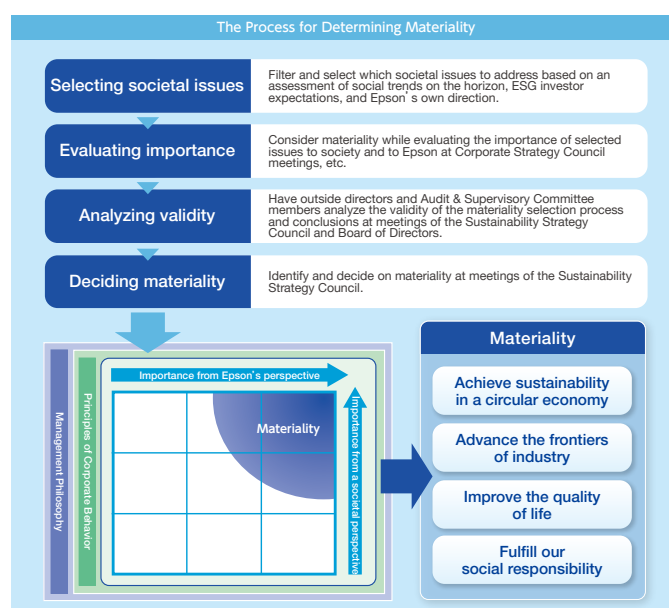 The Process for Determining Materiality
Selecting societal issues
Filter and select which societal issues to address based on an
assessment of social trends on the horizon, ESG investor
expectations, and Epson's own direction.
Evaluating importance
Consider materiality while evaluating the importance of selected
issues to society and to Epson at Corporate Strategy Council
meetings, etc.
Analyzing validity
Have outside directors and Audit & Supervisory Committee
members analyze the validity of the materiality selection process
and conclusions at meetings of the Sustainability Strategy
Council and Board of Directors.
Deciding materiality
Identify and decide on materiality at meetings of the Sustainability
Strategy Council.
Management Philosophy
Principles of Corporate Behavior
Importance from Epson's perspective
Importance from a societal perspective
Materiality
Materiality
Achieve sustainability
in a circular economy
Advance the frontiers
of industry
Improve the quality
of life
Fulfill our
social responsibility